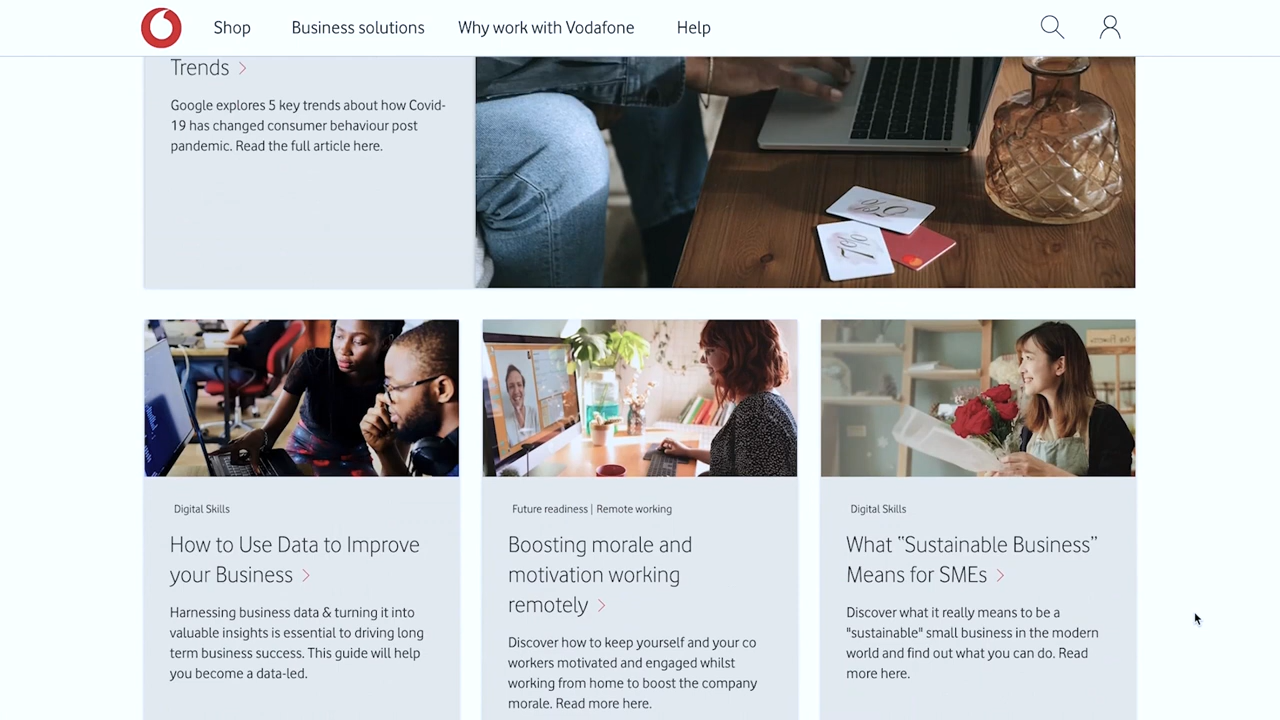 Shop
Business solutions
Why work with Vodafone
Help
Trends
Google explores 5 key trends about how Covid-
19 has changed consumer behaviour post
pandemic. Read the full article here.
Digital Skills
How to Use Data to Improve
your Business
Harnessing business data & turning it into
valuable insights is essential to driving long
term business success. This guide will help
you become a data-led.
Future readiness | Remote working
Boosting morale and
motivation working
remotely
Discover how to keep yourself and your co
workers motivated and engaged whilst
working from home to boost the company
morale. Read more here.
Digital Skills
What “Sustainable Business”
Means for SMEs
Discover what it really means to be a
"sustainable" small business in the modern
world and find out what you can do. Read
more here.